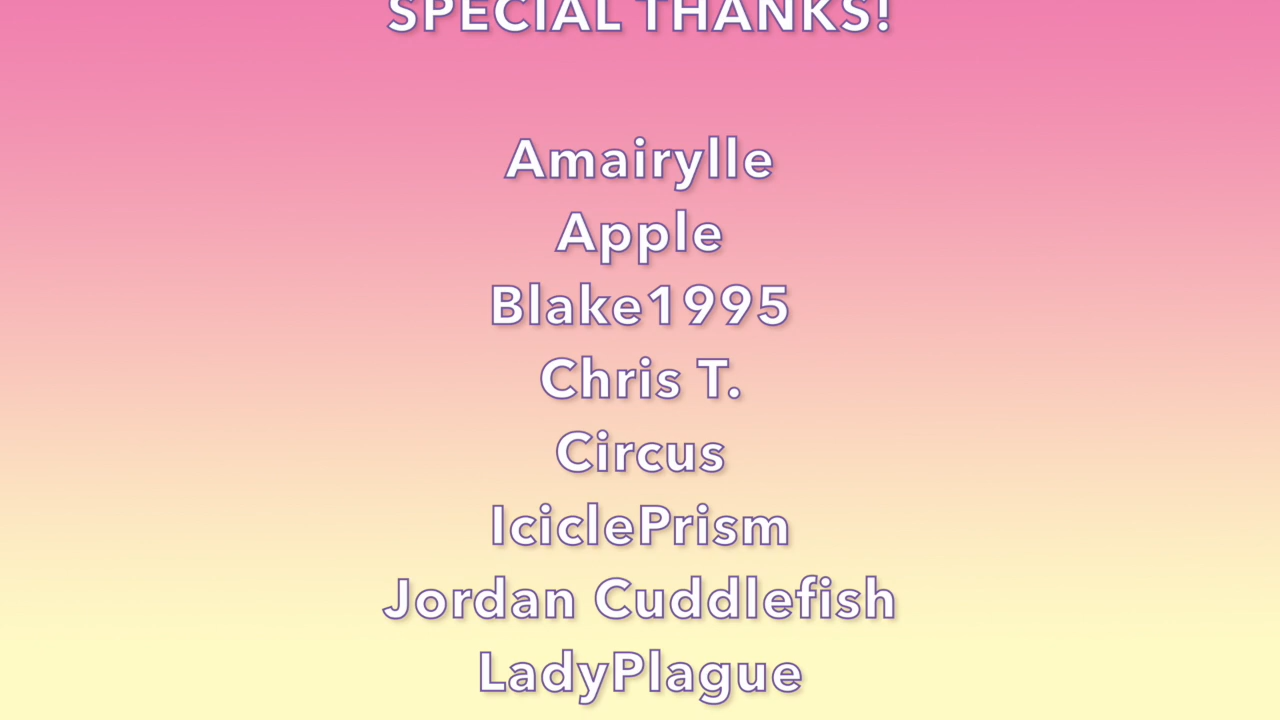 SPECIAL THANKS!
Amairylle
Apple
Blake1995
Chris T.
Circus
IciclePrism
Jordan Cuddlefish
LadyPlague